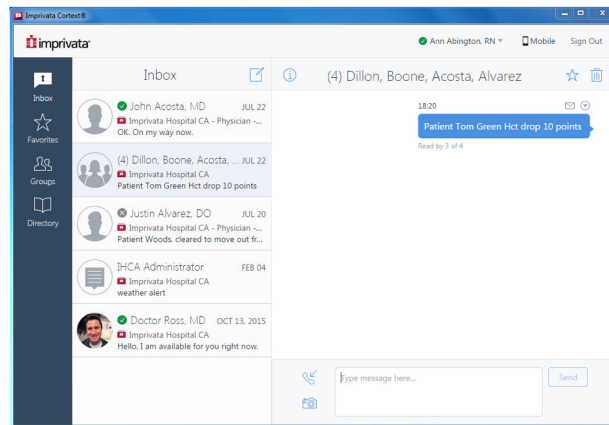 Imprivata Cortext®
imprivata®
Ann Abington, RN
Mobile
Sign Out
Inbox
Favorites
Groups
Directory
Inbox
John Acosta, MD JUL 22
Imprivata Hospital CA - Physician -...
OK. On my way now.
(4) Dillon, Boone, Acosta, ... JUL 22
Imprivata Hospital CA
Patient Tom Green Hct drop 10 points
Justin Alvarez, DO JUL 20
Imprivata Hospital CA - Physician -...
Patient Woods, cleared to move out fr...
IHCA Administrator FEB 04
Imprivata Hospital CA
weather alert
Doctor Ross, MD OCT 13, 2015
Imprivata Hospital CA
Hello. I am available for you right now.
(4) Dillon, Boone, Acosta, Alvarez
18:20
Patient Tom Green Hct drop 10 points
Read by 3 of 4
Type message here...
Send